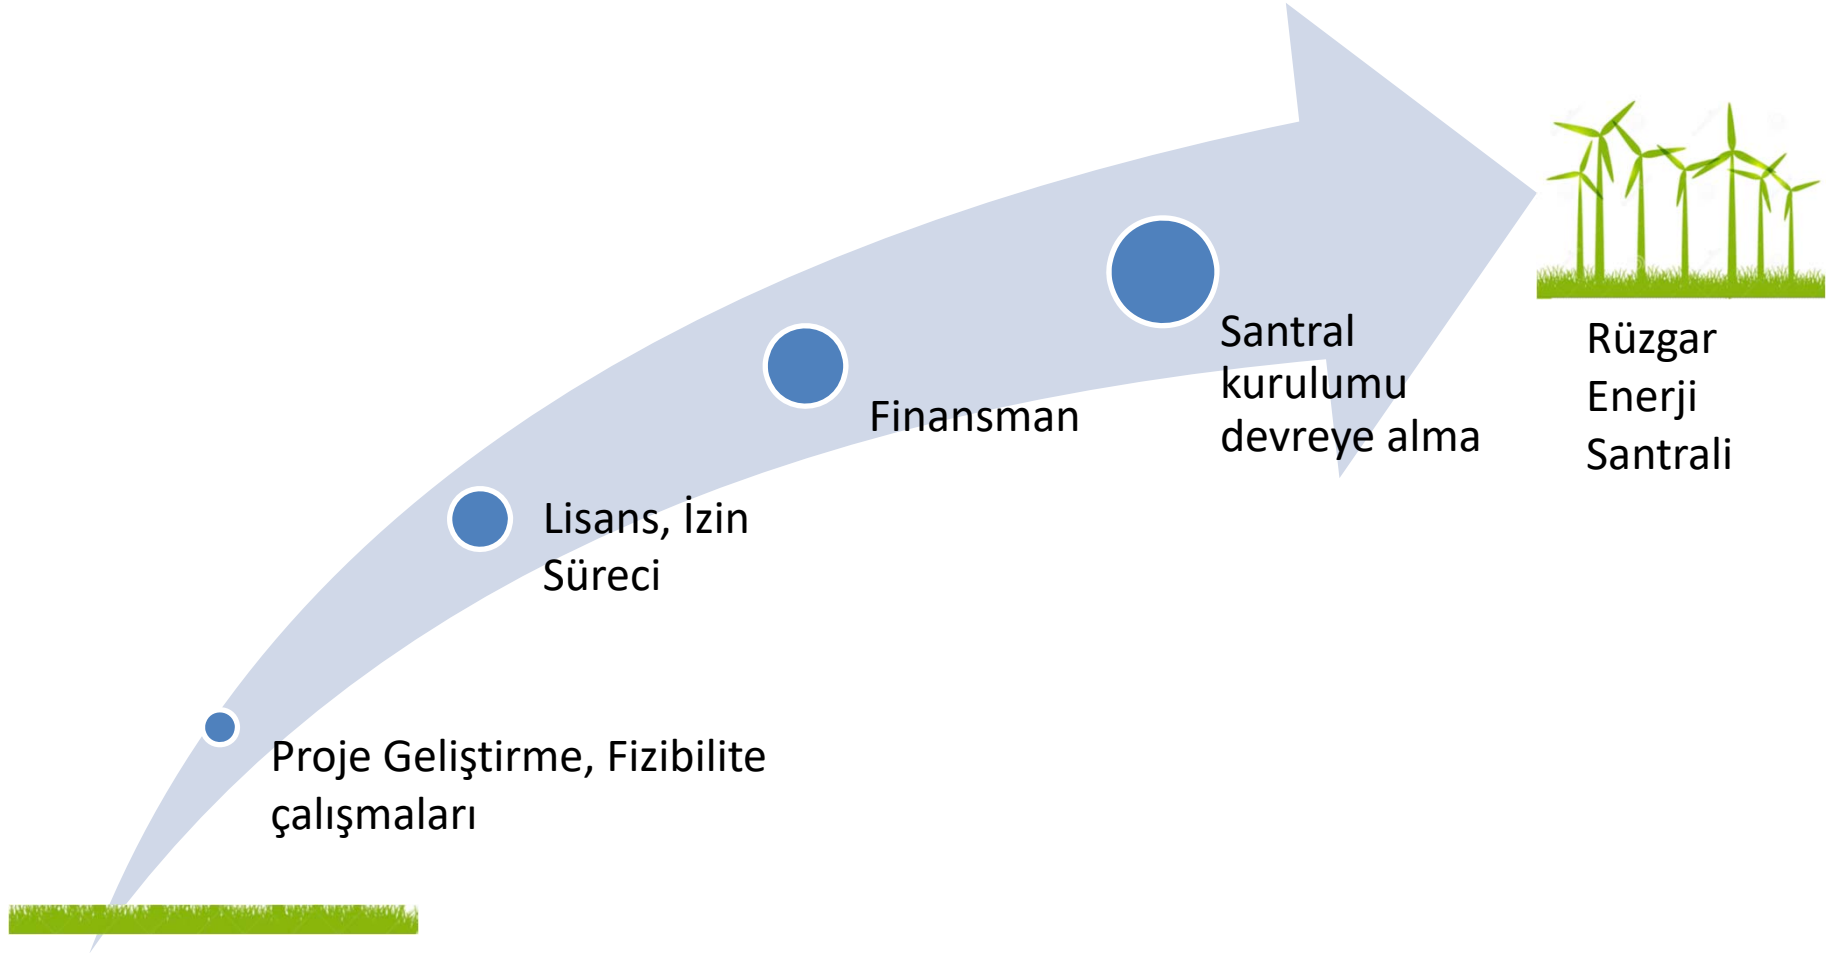 Proje Geliştirme, Fizibilite
çalışmaları
Lisans, İzin
Süreci
Finansman
Santral
kurulumu
devreye alma
Rüzgar
Enerji
Santrali